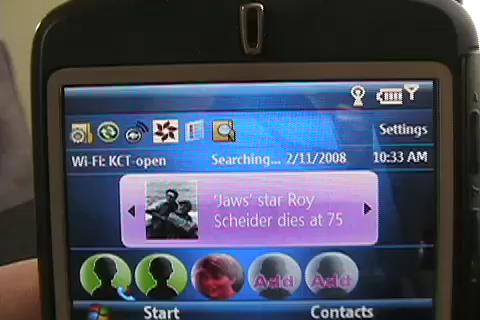 Settings
Wi-Fi: KCT-open Searching... 2/11/2008 10:33 AM
'Jaws' star Roy
Scheider dies at 75
Add Add
Start Contacts